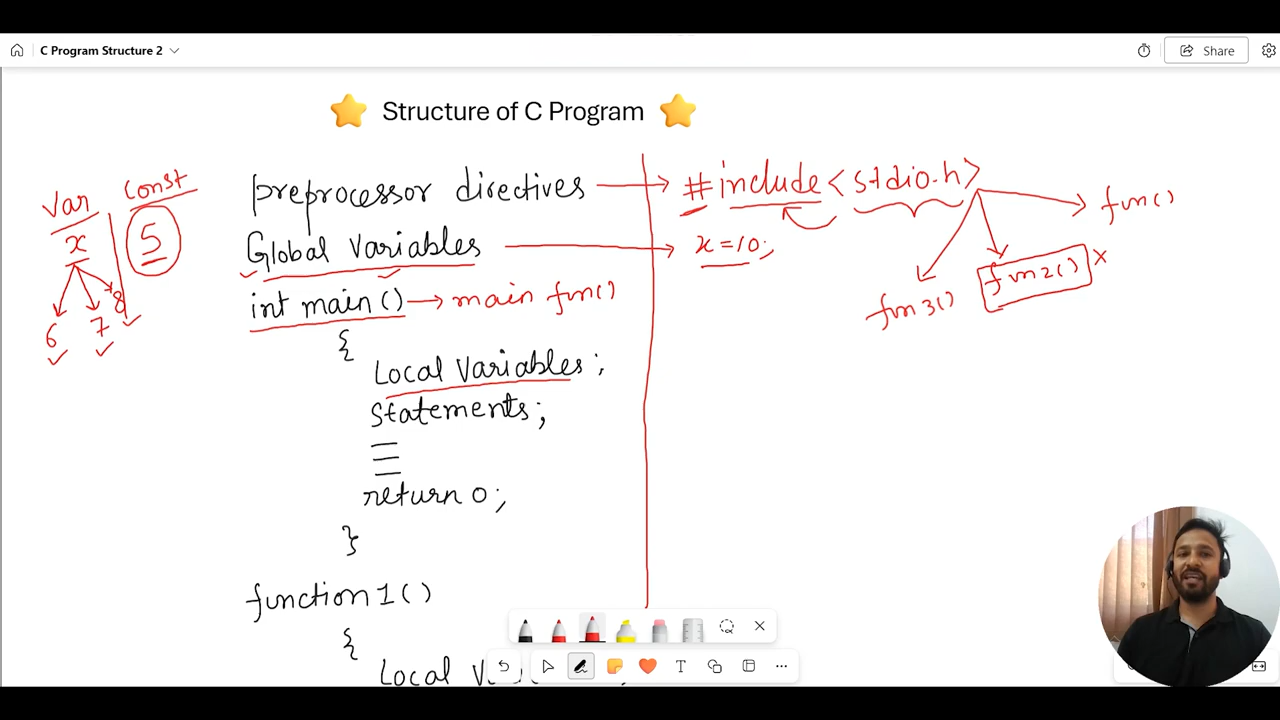 C Program Structure 2
Share
Structure of C Program
preprocessor directives
Global Variables
int main() → main fun()
{
Local Variables;
Statements;
return 0;
}
function1()
{
Local V
var
const
x
5
6
7
8
#include<stdio.h>
x=10;
fun()
fun2() x
fun3()